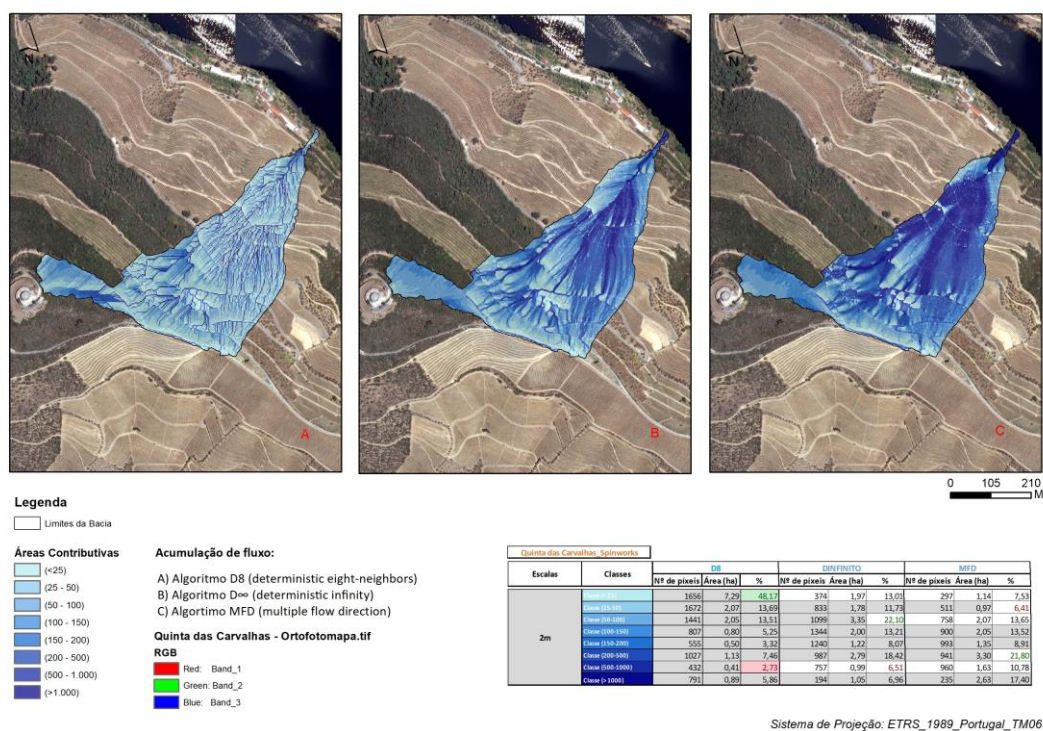 N
N
N
A
B
C
0 105 210
M
Legenda
Limites da Bacia
Áreas Contributivas
(<25)
(25 - 50)
(50 - 100)
(100 - 150)
(150 - 200)
(200 - 500)
(500 - 1.000)
(>1.000)
Acumulação de fluxo:
A) Algoritmo D8 (deterministic eight-neighbors)
B) Algoritmo D∞ (deterministic infinity)
C) Algortimo MFD (multiple flow direction)
Quinta das Carvalhas - Ortofotomapa.tif
RGB
Red: Band_1
Green: Band_2
Blue: Band_3
Quinta das Carvalhas_Spinworks
Escalas Classes D8 DINFINITO MFD
Nº de píxeis Área (ha) % Nº de píxeis Área (ha) % Nº de píxeis Área (ha) %
2m
1656 7,29 48,17 374 1,97 13,01 297 1,14 7,53
Classe (25-50) 1672 2,07 13,69 833 1,78 11,73 511 0,97 6,41
Classe (50-100) 1441 2,05 13,51 1099 3,35 22,10 758 2,07 13,65
Classe (100-150) 807 0,80 5,25 1344 2,00 13,21 900 2,05 13,52
Classe (150-200) 555 0,50 3,32 1240 1,22 8,07 993 1,35 8,91
Classe (200-500) 1027 1,13 7,46 987 2,79 18,42 941 3,30 21,80
Classe (500-1000) 432 0,41 2,73 757 0,99 6,51 960 1,63 10,78
Classe (>1000) 791 0,89 5,86 194 1,05 6,96 235 2,63 17,40
Sistema de Projeção: ETRS_1989_Portugal_TM06